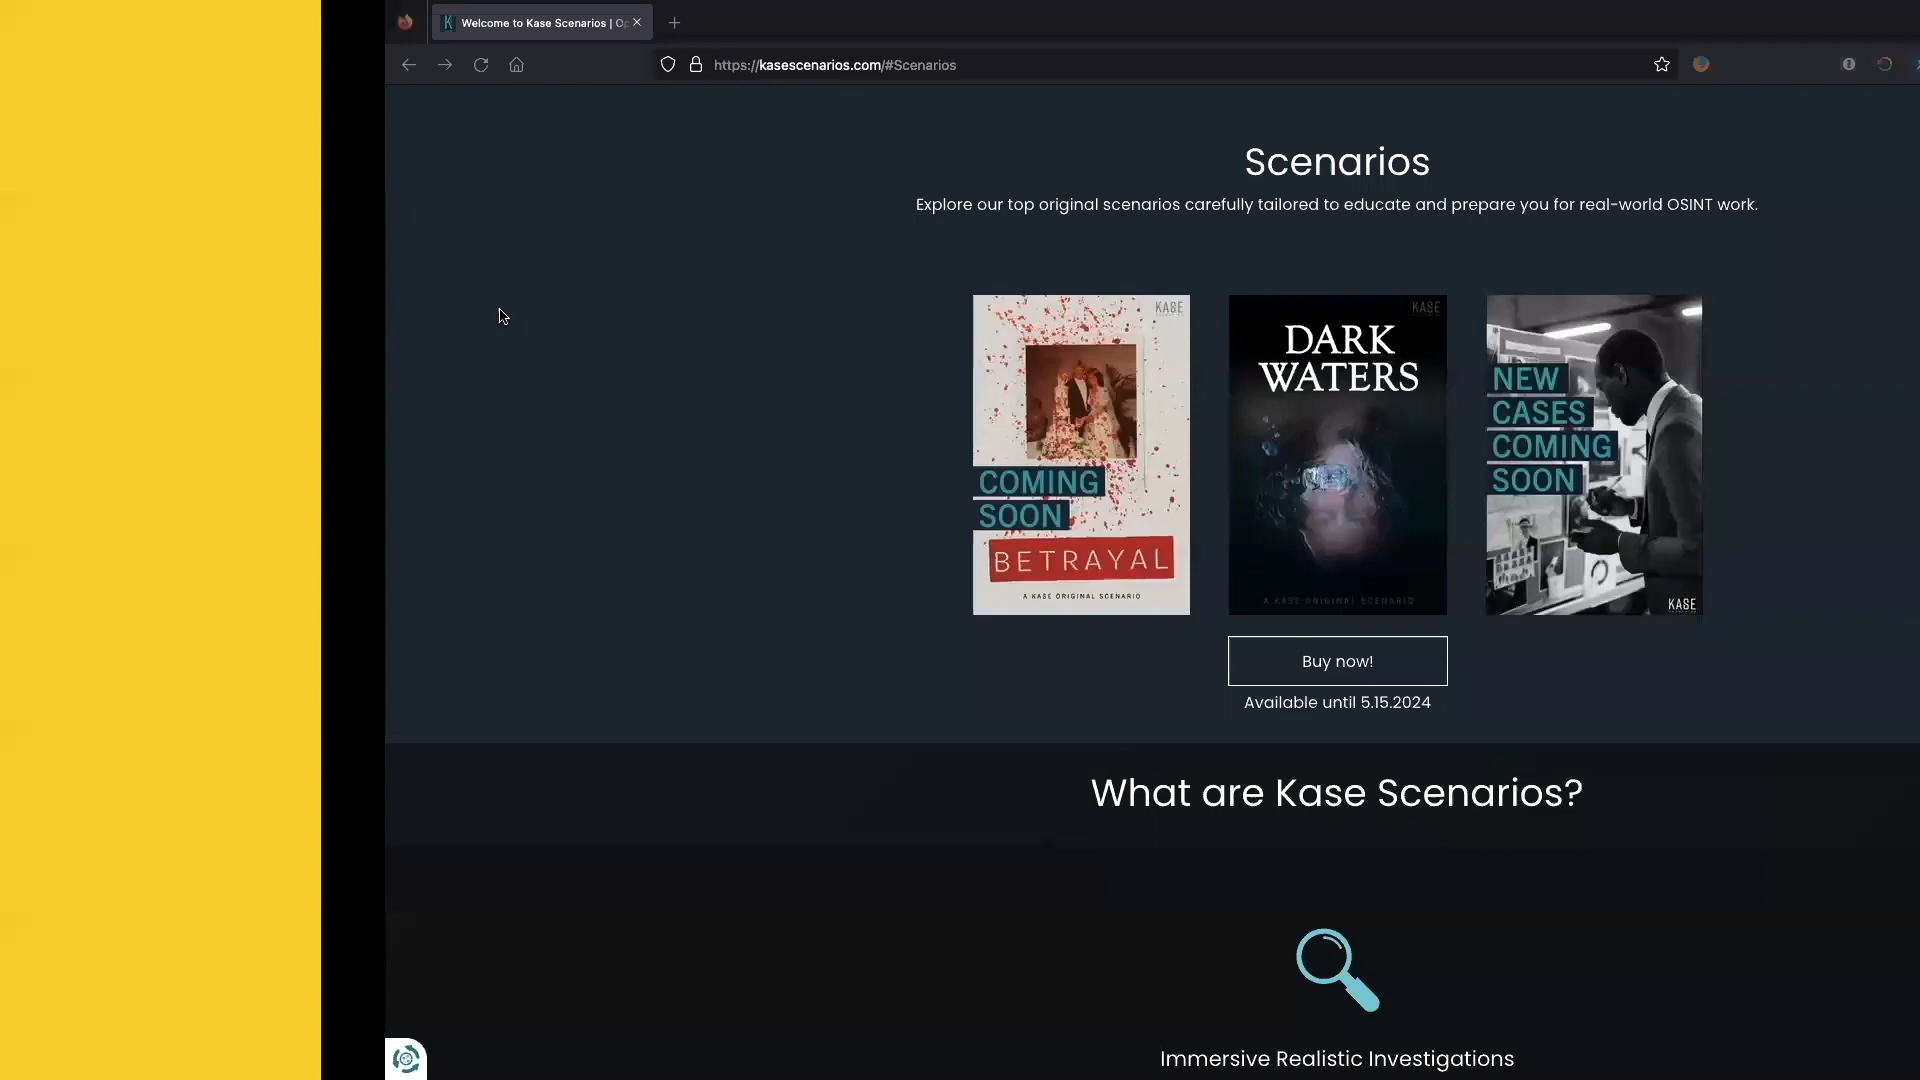 Welcome to Kase Scenarios | Op
https://kasescenarios.com/#Scenarios
Scenarios
Explore our top original scenarios carefully tailored to educate and prepare you for real-world OSINT work.
KASE
COMING
SOON
BETRAYAL
A KASE ORIGINAL SCENARIO
KASE
DARK
WATERS
A KASE ORIGINAL SCENARIO
NEW
CASES
COMING
SOON
KASE
Buy now!
Available until 5.15.2024
What are Kase Scenarios?
Immersive Realistic Investigations